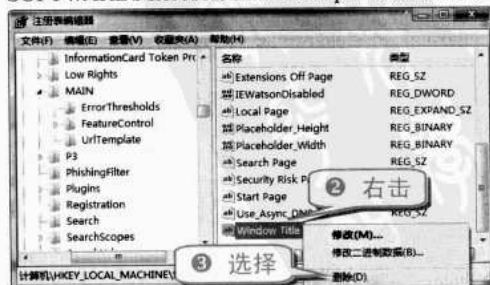 注册表编辑器
文件(F) 编辑(E) 查看(V) 收藏夹(A) 帮助(H)
InformationCard Token Prc
Low Rights
MAIN
ErrorThresholds
FeatureControl
UrlTemplate
P3
PhishingFilter
Plugins
Registration
Search
SearchScopes
名称 类型
Extensions Off Page REG_SZ
IEWatsonDisabled REG_DWORD
Local Page REG_EXPAND_SZ
Placeholder_Height REG_BINARY
Placeholder_Width REG_BINARY
Search Page REG_SZ
Security Risk P
Start Page
Use_Async_DNS REG_SZ
Window Title
❷ 右击
修改(M)...
修改二进制数据(B)...
删除(D)
❸ 选择
计算机\HKEY_LOCAL_MACHINE\